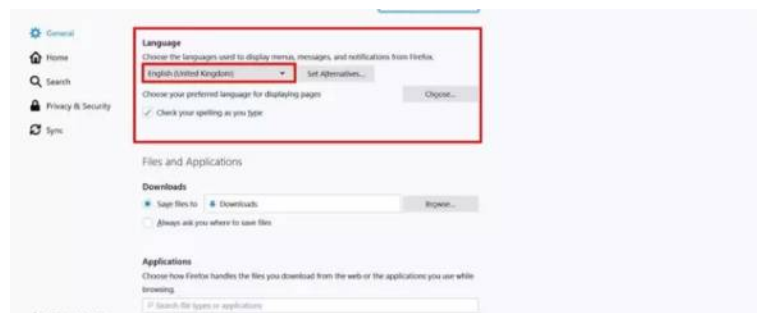 General
Home
Search
Privacy & Security
Sync
Language
Choose the languages used to display menus, messages, and notifications from Firefox.
English (United Kingdom)
Set Alternatives...
Choose your preferred language for displaying pages
Choose...
Check your spelling as you type
Files and Applications
Downloads
Save files to
Downloads
Browse...
Always ask you where to save files
Applications
Choose how Firefox handles the files you download from the web or the applications you use while
browsing.
Search file types or applications